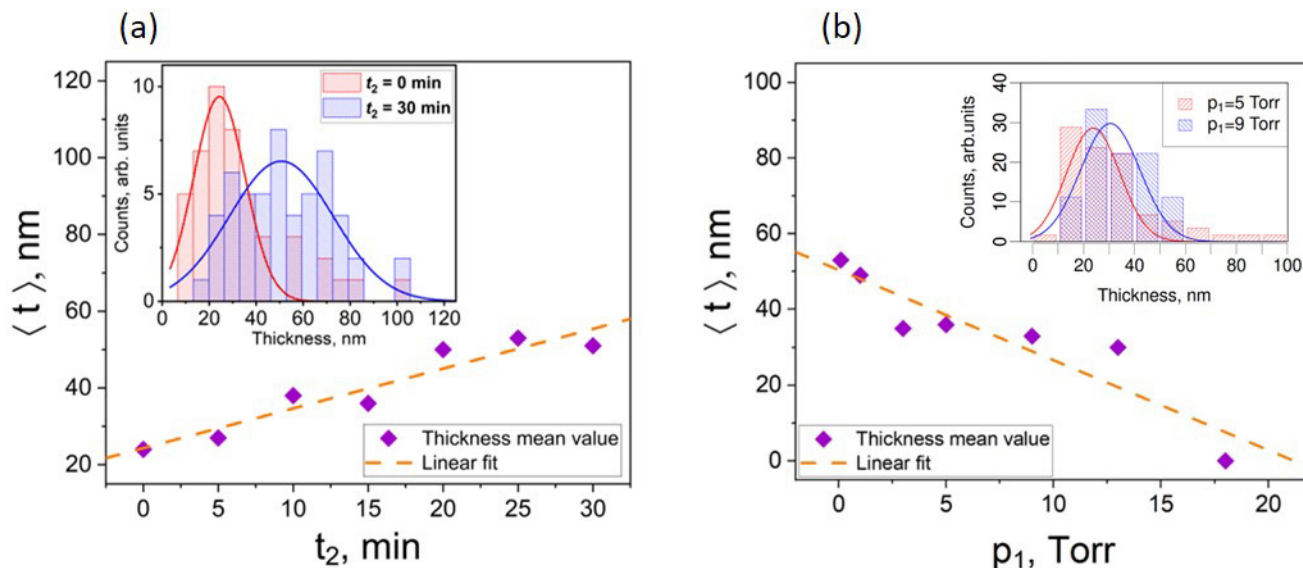 (a)
120
100
80
60
40
20
⟨ t ⟩, nm
0
5
10
15
20
25
30
t₂, min
10
5
0
Counts, arb. units
0
20
40
60
80
100
120
Thickness, nm
t₂ = 0 min
t₂ = 30 min
Thickness mean value
Linear fit
(b)
100
80
60
40
20
0
⟨ t ⟩, nm
0
5
10
15
20
p₁, Torr
40
30
20
10
0
Counts, arb.units
0
20
40
60
80
100
Thickness, nm
p₁=5 Torr
p₁=9 Torr
Thickness mean value
Linear fit